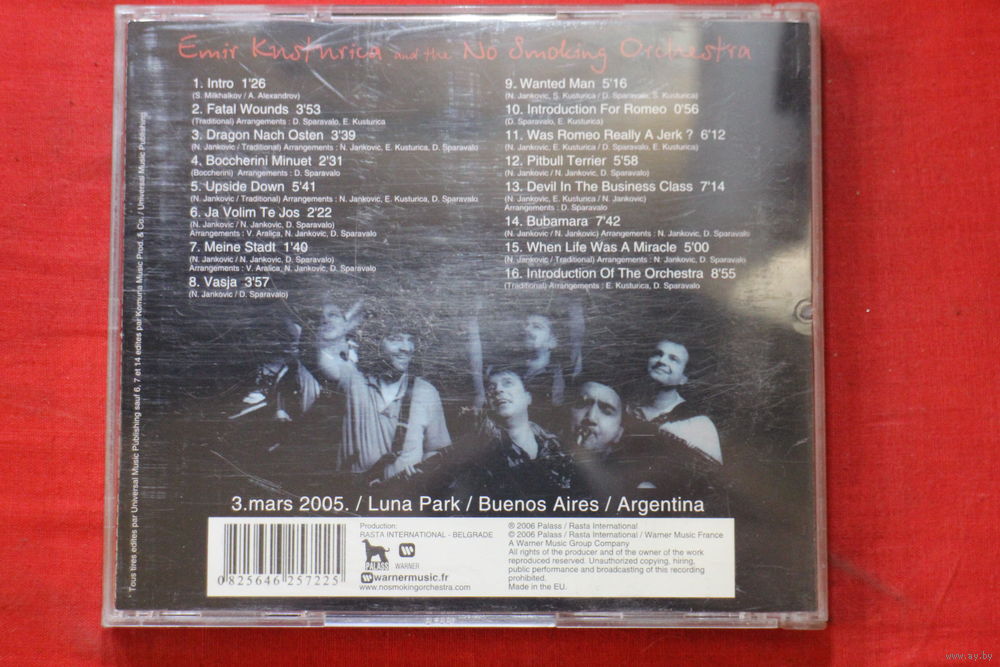 Emir Kusturica and the No Smoking Orchestra
1. Intro 1'26
(S. Milkhalkov / A. Alexandrov)
2. Fatal Wounds 3'53
(Traditional) Arrangements : D. Sparavalo, E. Kusturica
3. Dragon Nach Osten 3'39
(N. Jankovic / Traditional) Arrangements : N. Jankovic, E. Kusturica, D. Sparavalo
4. Boccherini Minuet 2'31
(Boccherini) Arrangements : D. Sparavalo
5. Upside Down 5'41
(N. Jankovic / Traditional) Arrangements : N. Jankovic, E. Kusturica, D. Sparavalo
6. Ja Volim Te Jos 2'22
(N. Jankovic / N. Jankovic, D. Sparavalo)
Arrangements : V. Aralica, N. Jankovic, D. Sparavalo
7. Meine Stadt 1'40
(N. Jankovic / N. Jankovic, D. Sparavalo)
Arrangements : V. Aralica, N. Jankovic, D. Sparavalo
8. Vasja 3'57
(N. Jankovic / D. Sparavalo)
9. Wanted Man 5'16
(N. Jankovic, S. Kusturica / D. Sparavalo, S. Kusturica)
10. Introduction For Romeo 0'56
(D. Sparavalo, E. Kusturica)
11. Was Romeo Really A Jerk ? 6'12
(N. Jankovic, E. Kusturica / D. Sparavalo, E. Kusturica)
12. Pitbull Terrier 5'58
(N. Jankovic / N. Jankovic, D. Sparavalo)
13. Devil In The Business Class 7'14
(N. Jankovic, E. Kusturica / N. Jankovic)
Arrangements : D. Sparavalo
14. Bubamara 7'42
(N. Jankovic / N. Jankovic) Arrangements : N. Jankovic, D. Sparavalo
15. When Life Was A Miracle 5'00
(N. Jankovic / Traditional) Arrangements : N. Jankovic, D. Sparavalo
16. Introduction Of The Orchestra 8'55
(Traditional) Arrangements : E. Kusturica, D. Sparavalo
Tous titres edites par Universal Music Publishing sauf 6, 7 et 14 edites par Komuna Music Prod. & Co. / Universal Music Publishing
3.mars 2005. / Luna Park / Buenos Aires / Argentina
0 825646 257225
Production:
RASTA INTERNATIONAL - BELGRADE
PALASS
WARNER
warnermusic.fr
www.nosmokingorchestra.com
℗ 2006 Palass / Rasta International
© 2006 Palass / Rasta International / Warner Music France
A Warner Music Group Company
All rights of the producer and of the owner of the work
reproduced reserved. Unauthorized copying, hiring,
public performance and broadcasting of this recording
prohibited.
Made in the EU.
www.ay.by